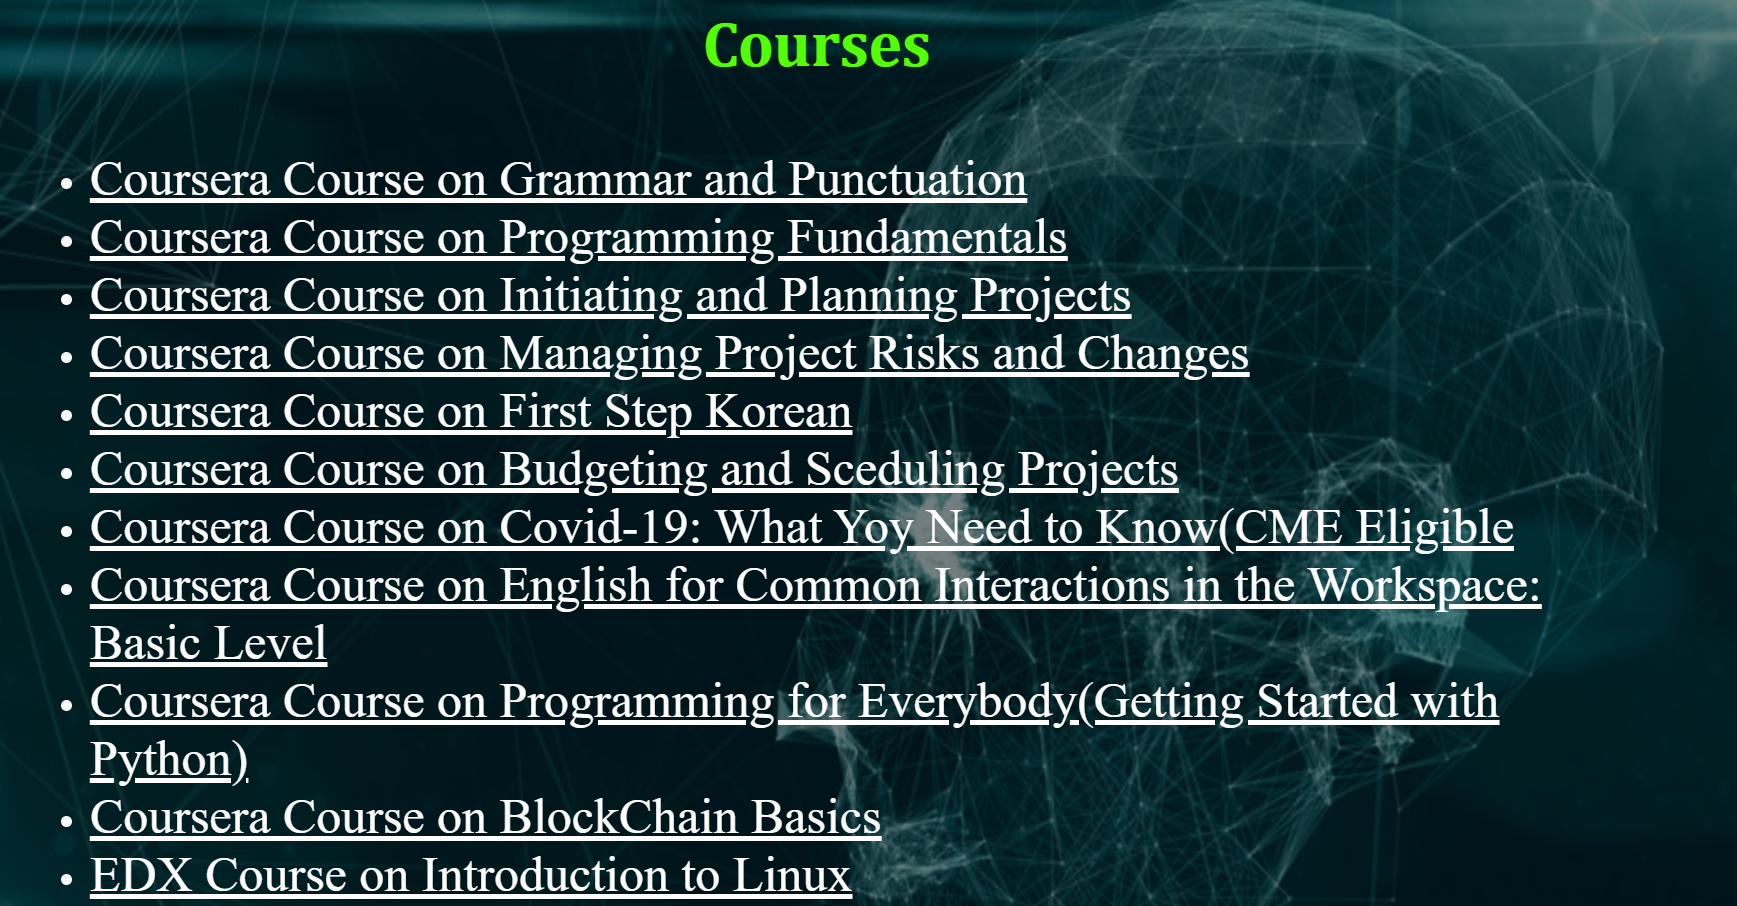 Courses
• Coursera Course on Grammar and Punctuation
• Coursera Course on Programming Fundamentals
• Coursera Course on Initiating and Planning Projects
• Coursera Course on Managing Project Risks and Changes
• Coursera Course on First Step Korean
• Coursera Course on Budgeting and Sceduling Projects
• Coursera Course on Covid-19: What Yoy Need to Know(CME Eligible
• Coursera Course on English for Common Interactions in the Workspace:
Basic Level
• Coursera Course on Programming for Everybody(Getting Started with
Python)
• Coursera Course on BlockChain Basics
• EDX Course on Introduction to Linux